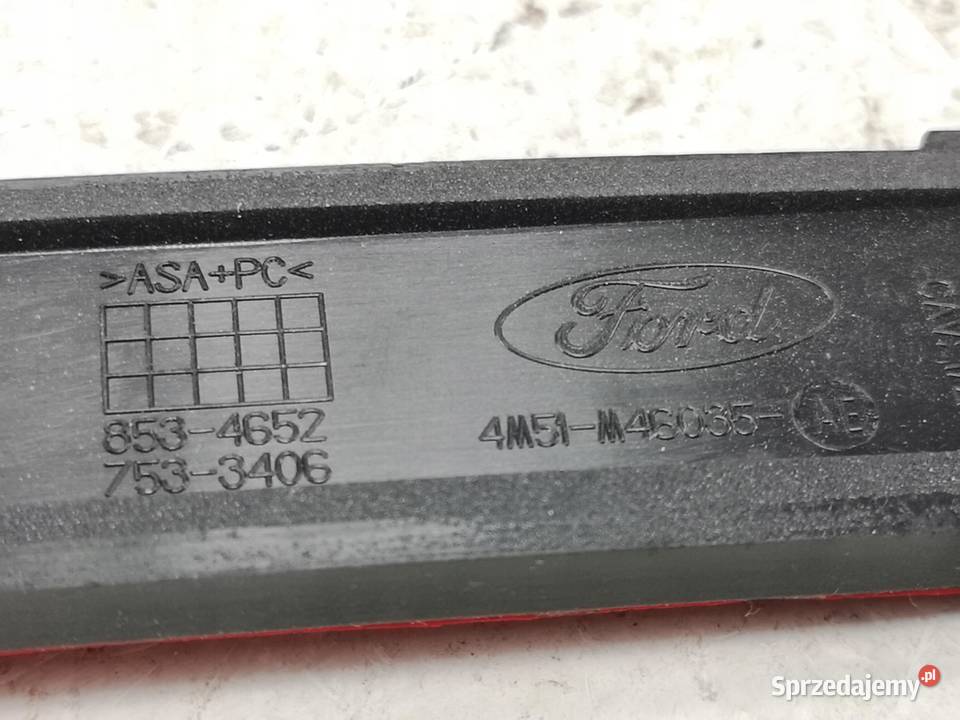 >ASA+PC<
853-4652
753-3406
Ford
4M51-M46035-AE
Sprzedajemy.pl